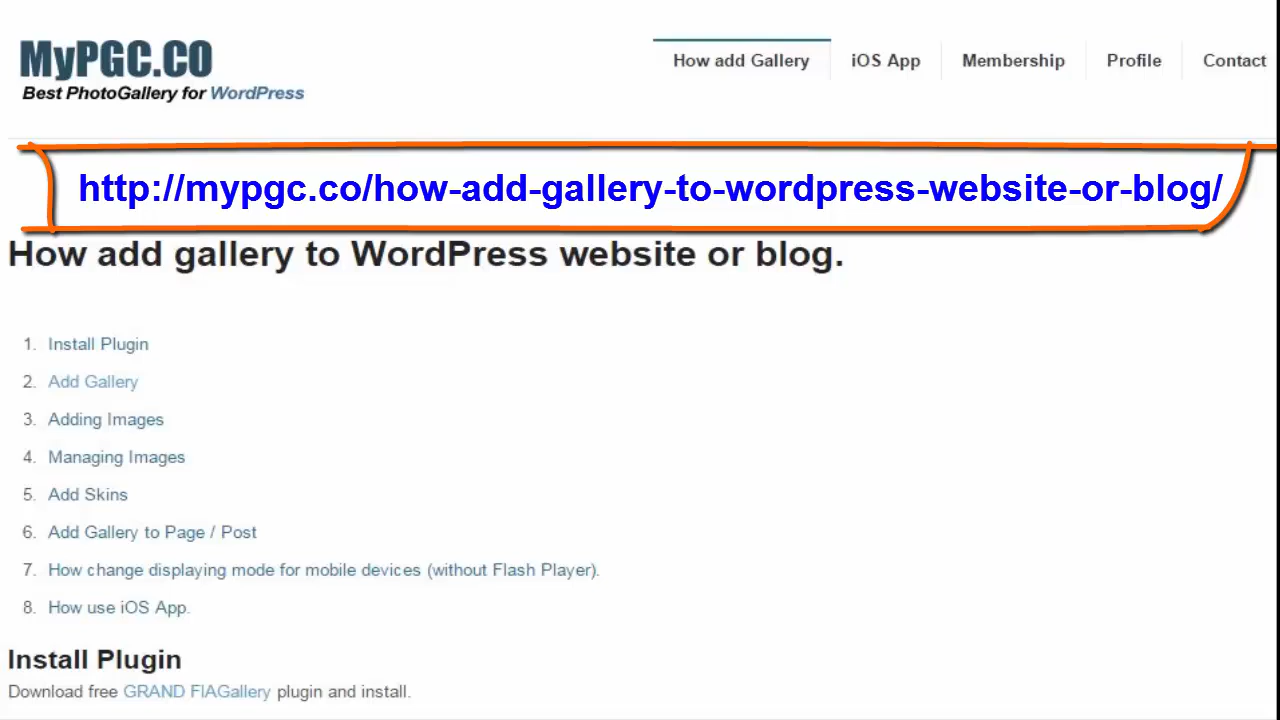 MyPGC.CO
Best PhotoGallery for WordPress
How add Gallery
iOS App
Membership
Profile
Contact
http://mypgc.co/how-add-gallery-to-wordpress-website-or-blog/
How add gallery to WordPress website or blog.
1. Install Plugin
2. Add Gallery
3. Adding Images
4. Managing Images
5. Add Skins
6. Add Gallery to Page / Post
7. How change displaying mode for mobile devices (without Flash Player).
8. How use iOS App.
Install Plugin
Download free GRAND FlAGallery plugin and install.